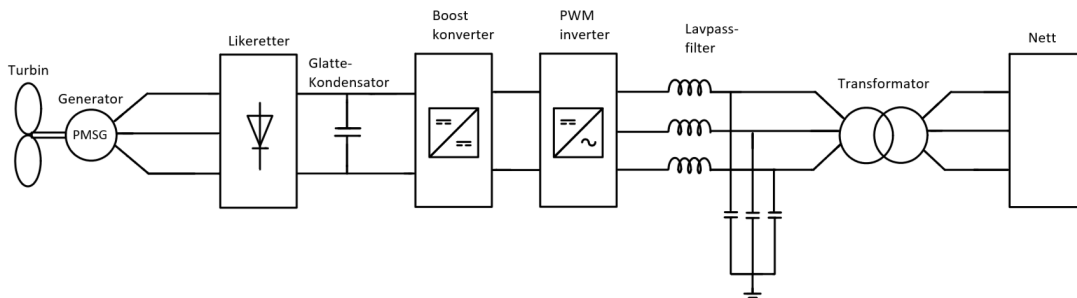 Turbin
Generator
PMSG
Likeretter
Glatte-
Kondensator
Boost
konverter
PWM
inverter
Lavpass-
filter
Transformator
Nett